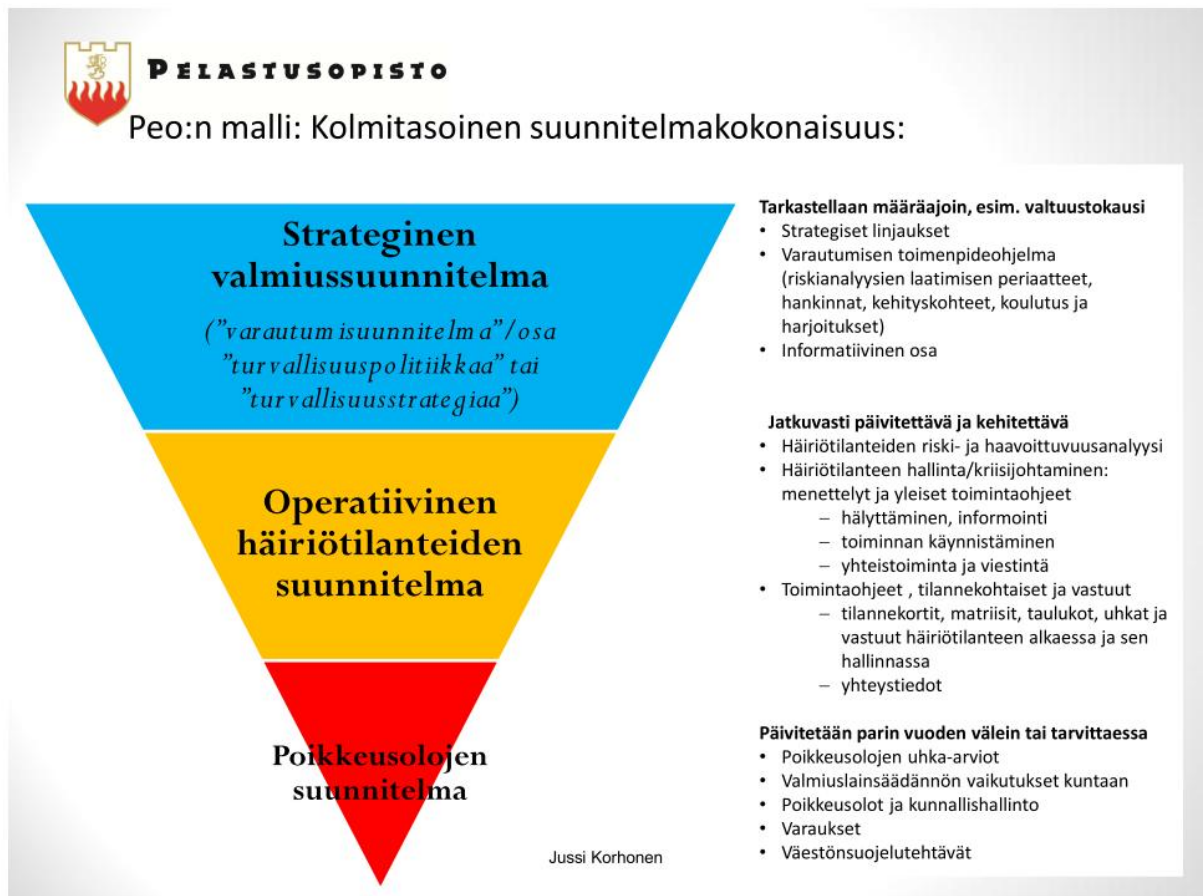 PELASTUSOPISTO
Peo:n malli: Kolmitasoinen suunnitelmakokonaisuus:
Strateginen
valmiussuunnitelma
("varautumisuunnitelma"/osa
"turvallisuuspolitiikkaa" tai
"turvallisuusstrategiaa")
Tarkastellaan määräajoin, esim. valtuustokausi
• Strategiset linjaukset
• Varautumisen toimenpideohjelma
(riskianalyysien laatimisen periaatteet,
hankinnat, kehityskohteet, koulutus ja
harjoitukset)
• Informatiivinen osa
Operatiivinen
häiriötilanteiden
suunnitelma
Jatkuvasti päivitettävä ja kehitettävä
• Häiriötilanteiden riski- ja haavoittuvuusanalyysi
• Häiriötilanteen hallinta/kriisijohtaminen:
menettelyt ja yleiset toimintaohjeet
– hälyttäminen, informointi
– toiminnan käynnistäminen
– yhteistoiminta ja viestintä
• Toimintaohjeet , tilannekohtaiset ja vastuut
– tilannekortit, matriisit, taulukot, uhkat ja
vastuut häiriötilanteen alkaessa ja sen
hallinnassa
– yhteystiedot
Poikkeusolojen
suunnitelma
Päivitetään parin vuoden välein tai tarvittaessa
• Poikkeusolojen uhka-arviot
• Valmiuslainsäädännön vaikutukset kuntaan
• Poikkeusolot ja kunnallishallinto
• Varaukset
• Väestönsuojelutehtävät
Jussi Korhonen